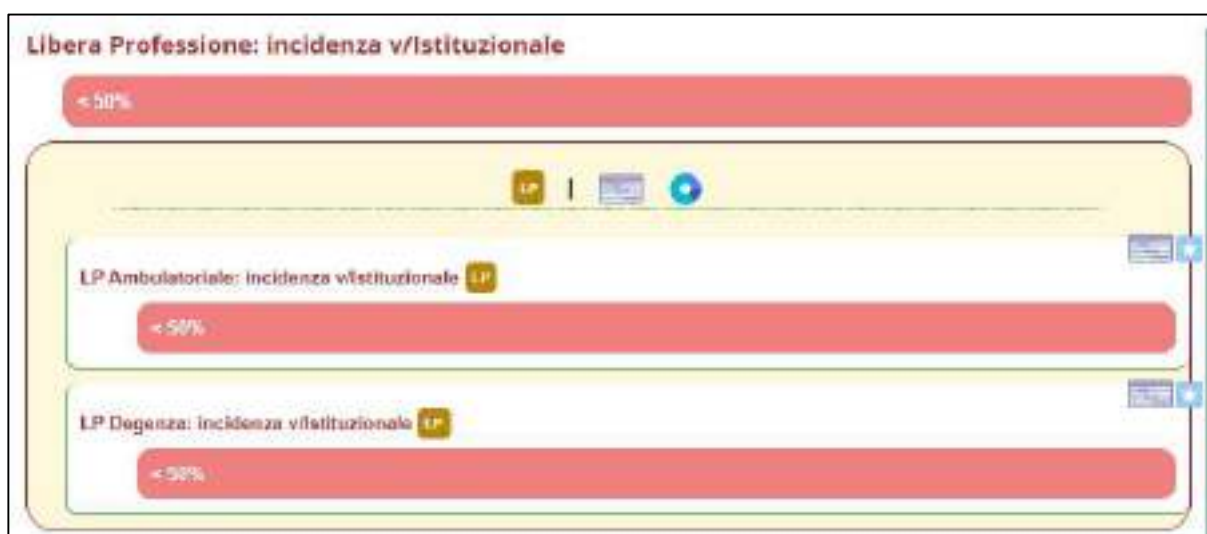 Libera Professione: incidenza v/Istituzionale
< 50%
LP
LP Ambulatoriale: incidenza v/Istituzionale LP
< 50%
LP Degenza: incidenza v/Istituzionale LP
< 50%